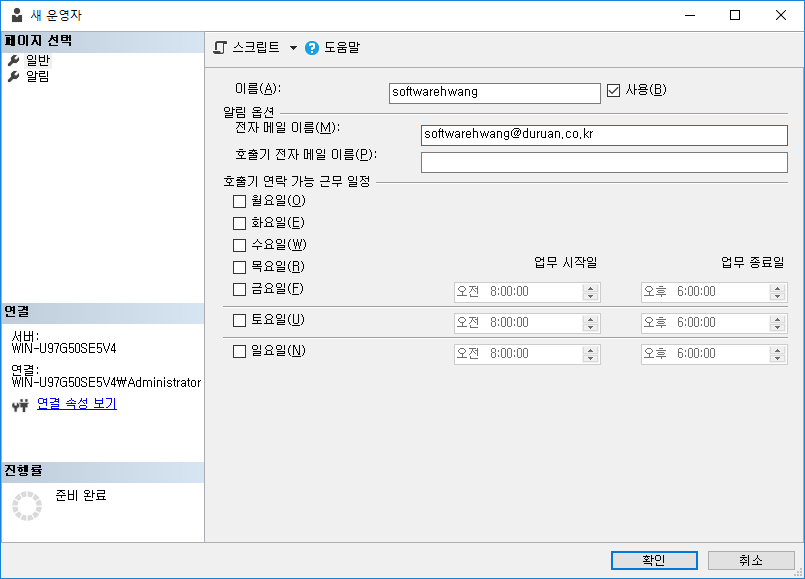 새 운영자
페이지 선택
일반
알림
스크립트
도움말
이름(A):
softwarehwang
사용(B)
알림 옵션
전자 메일 이름(M):
softwarehwang@duruan.co.kr
호출기 전자 메일 이름(P):
호출기 연락 가능 근무 일정
월요일(O)
화요일(E)
수요일(W)
목요일(R)
업무 시작일 업무 종료일
금요일(F) 오전 8:00:00 오후 6:00:00
토요일(U) 오전 8:00:00 오후 6:00:00
일요일(N) 오전 8:00:00 오후 6:00:00
연결
서버:
WIN-U97G50SE5V4
연결:
WIN-U97G50SE5V4₩Administrator
연결 속성 보기
진행률
준비 완료
확인 취소